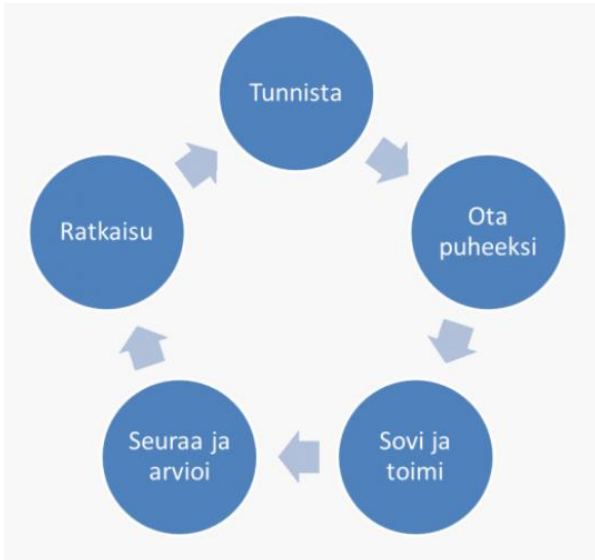 Tunnista
Ota
puheeksi
Sovi ja
toimi
Seuraa ja
arvioi
Ratkaisu